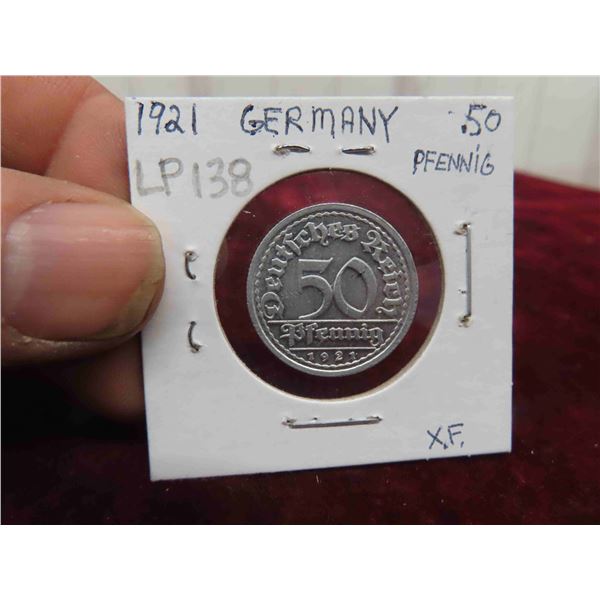 1921 GERMANY .50
LP138 PFENNiG
Deutsches Reich
50
Pfennig
1921
X.F.